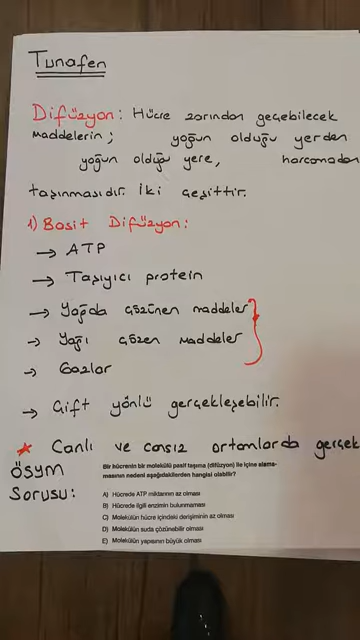 Tunafen
Difüzyon: Hücre zarından geçebilecek
maddelerin; yoğun olduğu yerden
yoğun olduğu yere, harcamadan
taşınmasıdır. İki çeşittir.
1) Basit Difüzyon:
→ ATP
→ Taşıyıcı protein
→ Yağda çözünen maddeler
→ Yağı çözen maddeler
→ Gazlar
→ Çift yönlü gerçekleşebilir.
* Canlı ve cansız ortamlarda gerçek
ÖSYM
Sorusu:
Bir hücrenin bir molekülü pasif taşıma (difüzyon) ile içine alama-
masının nedeni aşağıdakilerden hangisi olabilir?
A) Hücrede ATP miktarının az olması
B) Hücrede ilgili enzimin bulunmaması
C) Molekülün hücre içindeki derişiminin az olması
D) Molekülün suda çözünebilir olması
E) Molekülün yapısının büyük olması